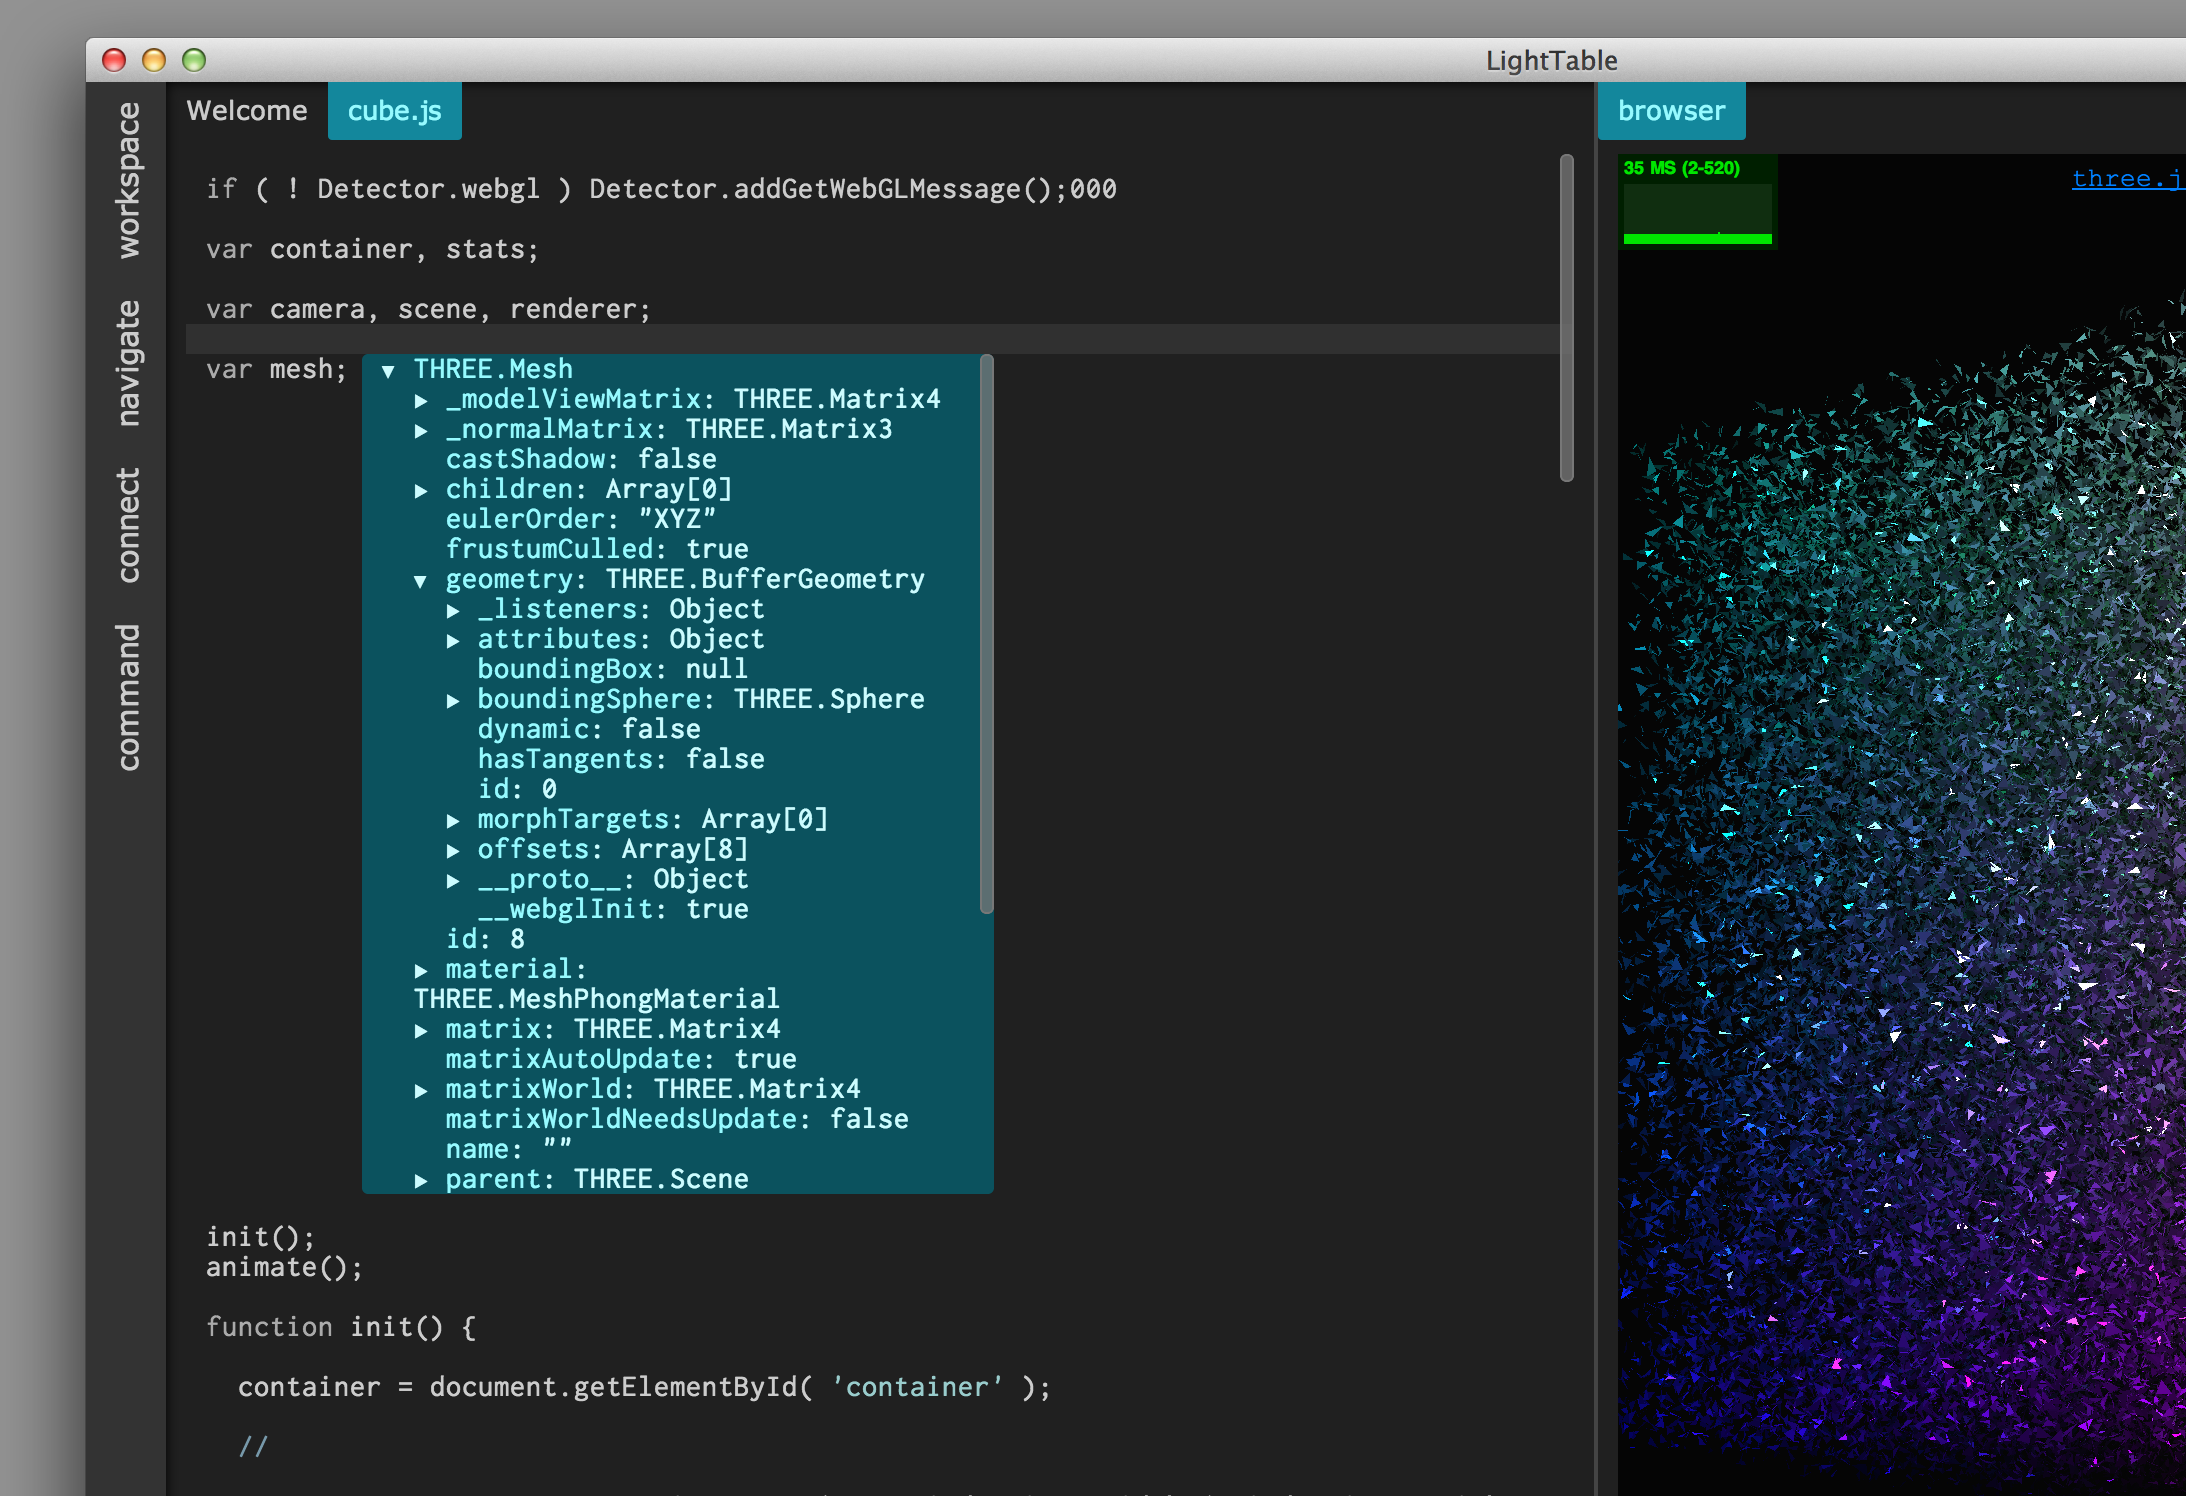 LightTable
workspace
navigate
connect
command
Welcome
cube.js
if ( ! Detector.webgl ) Detector.addGetWebGLMessage();000
var container, stats;
var camera, scene, renderer;
var mesh;
▼ THREE.Mesh
▶ _modelViewMatrix: THREE.Matrix4
▶ _normalMatrix: THREE.Matrix3
castShadow: false
▶ children: Array[0]
eulerOrder: "XYZ"
frustumCulled: true
▼ geometry: THREE.BufferGeometry
▶ _listeners: Object
▶ attributes: Object
boundingBox: null
▶ boundingSphere: THREE.Sphere
dynamic: false
hasTangents: false
id: 0
▶ morphTargets: Array[0]
▶ offsets: Array[8]
▶ __proto__: Object
__webglInit: true
id: 8
▶ material:
THREE.MeshPhongMaterial
▶ matrix: THREE.Matrix4
matrixAutoUpdate: true
▶ matrixWorld: THREE.Matrix4
matrixWorldNeedsUpdate: false
name: ""
▶ parent: THREE.Scene
init();
animate();
function init() {
container = document.getElementById( 'container' );
//
browser
35 MS (2-520)
three.j